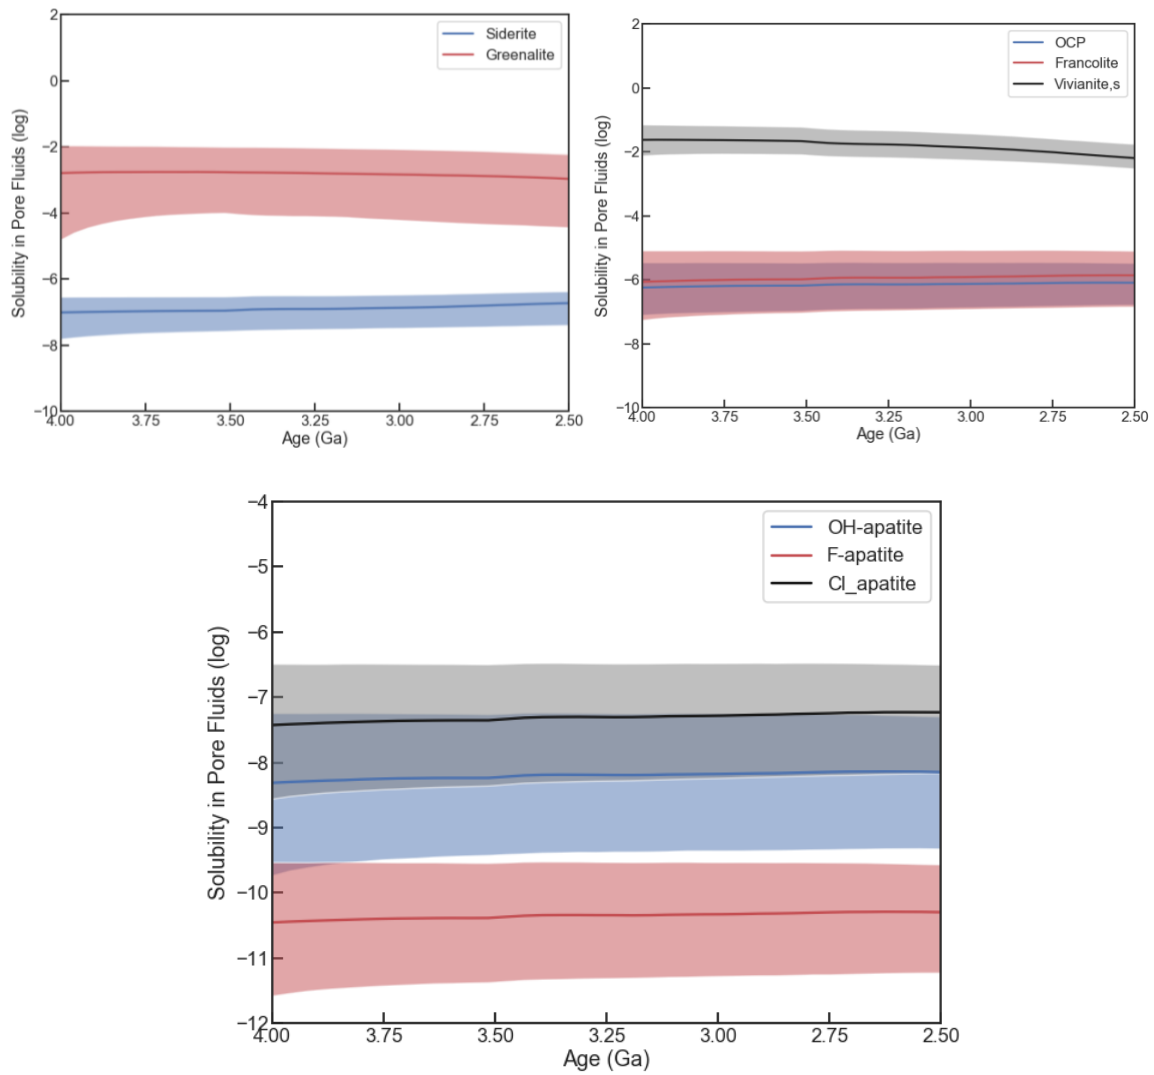 2
0
−2
−4
−6
−8
−10
Solubility in Pore Fluids (log)
Siderite
Greenalite
4.00 3.75 3.50 3.25 3.00 2.75 2.50
Age (Ga)
2
0
−2
−4
−6
−8
−10
Solubility in Pore Fluids (log)
OCP
Francolite
Vivianite,s
4.00 3.75 3.50 3.25 3.00 2.75 2.50
Age (Ga)
−4
−5
−6
−7
−8
−9
−10
−11
−12
Solubility in Pore Fluids (log)
OH-apatite
F-apatite
Cl_apatite
4.00 3.75 3.50 3.25 3.00 2.75 2.50
Age (Ga)